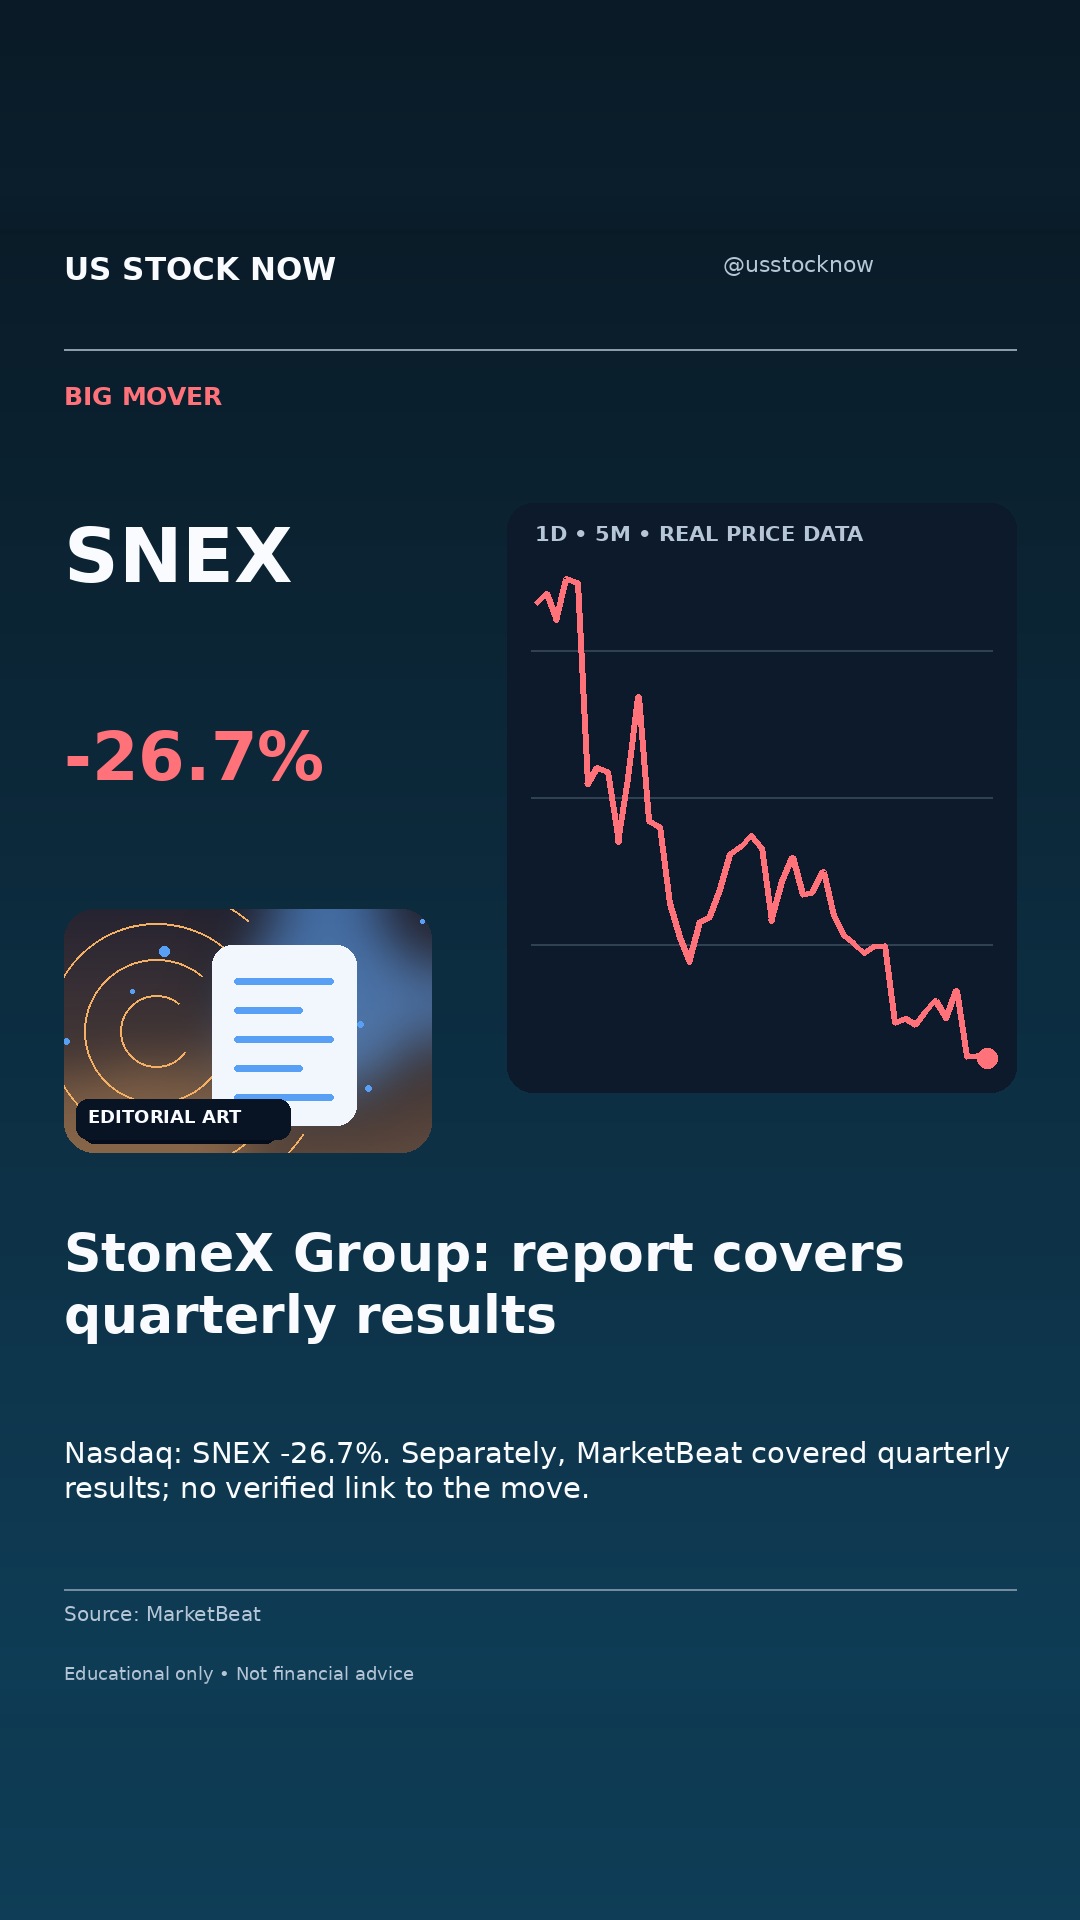 US STOCK NOW
@usstocknow
BIG MOVER
SNEX
1D • 5M • REAL PRICE DATA
-26.7%
EDITORIAL ART
StoneX Group: report covers
quarterly results
Nasdaq: SNEX -26.7%. Separately, MarketBeat covered quarterly
results; no verified link to the move.
Source: MarketBeat
Educational only • Not financial advice